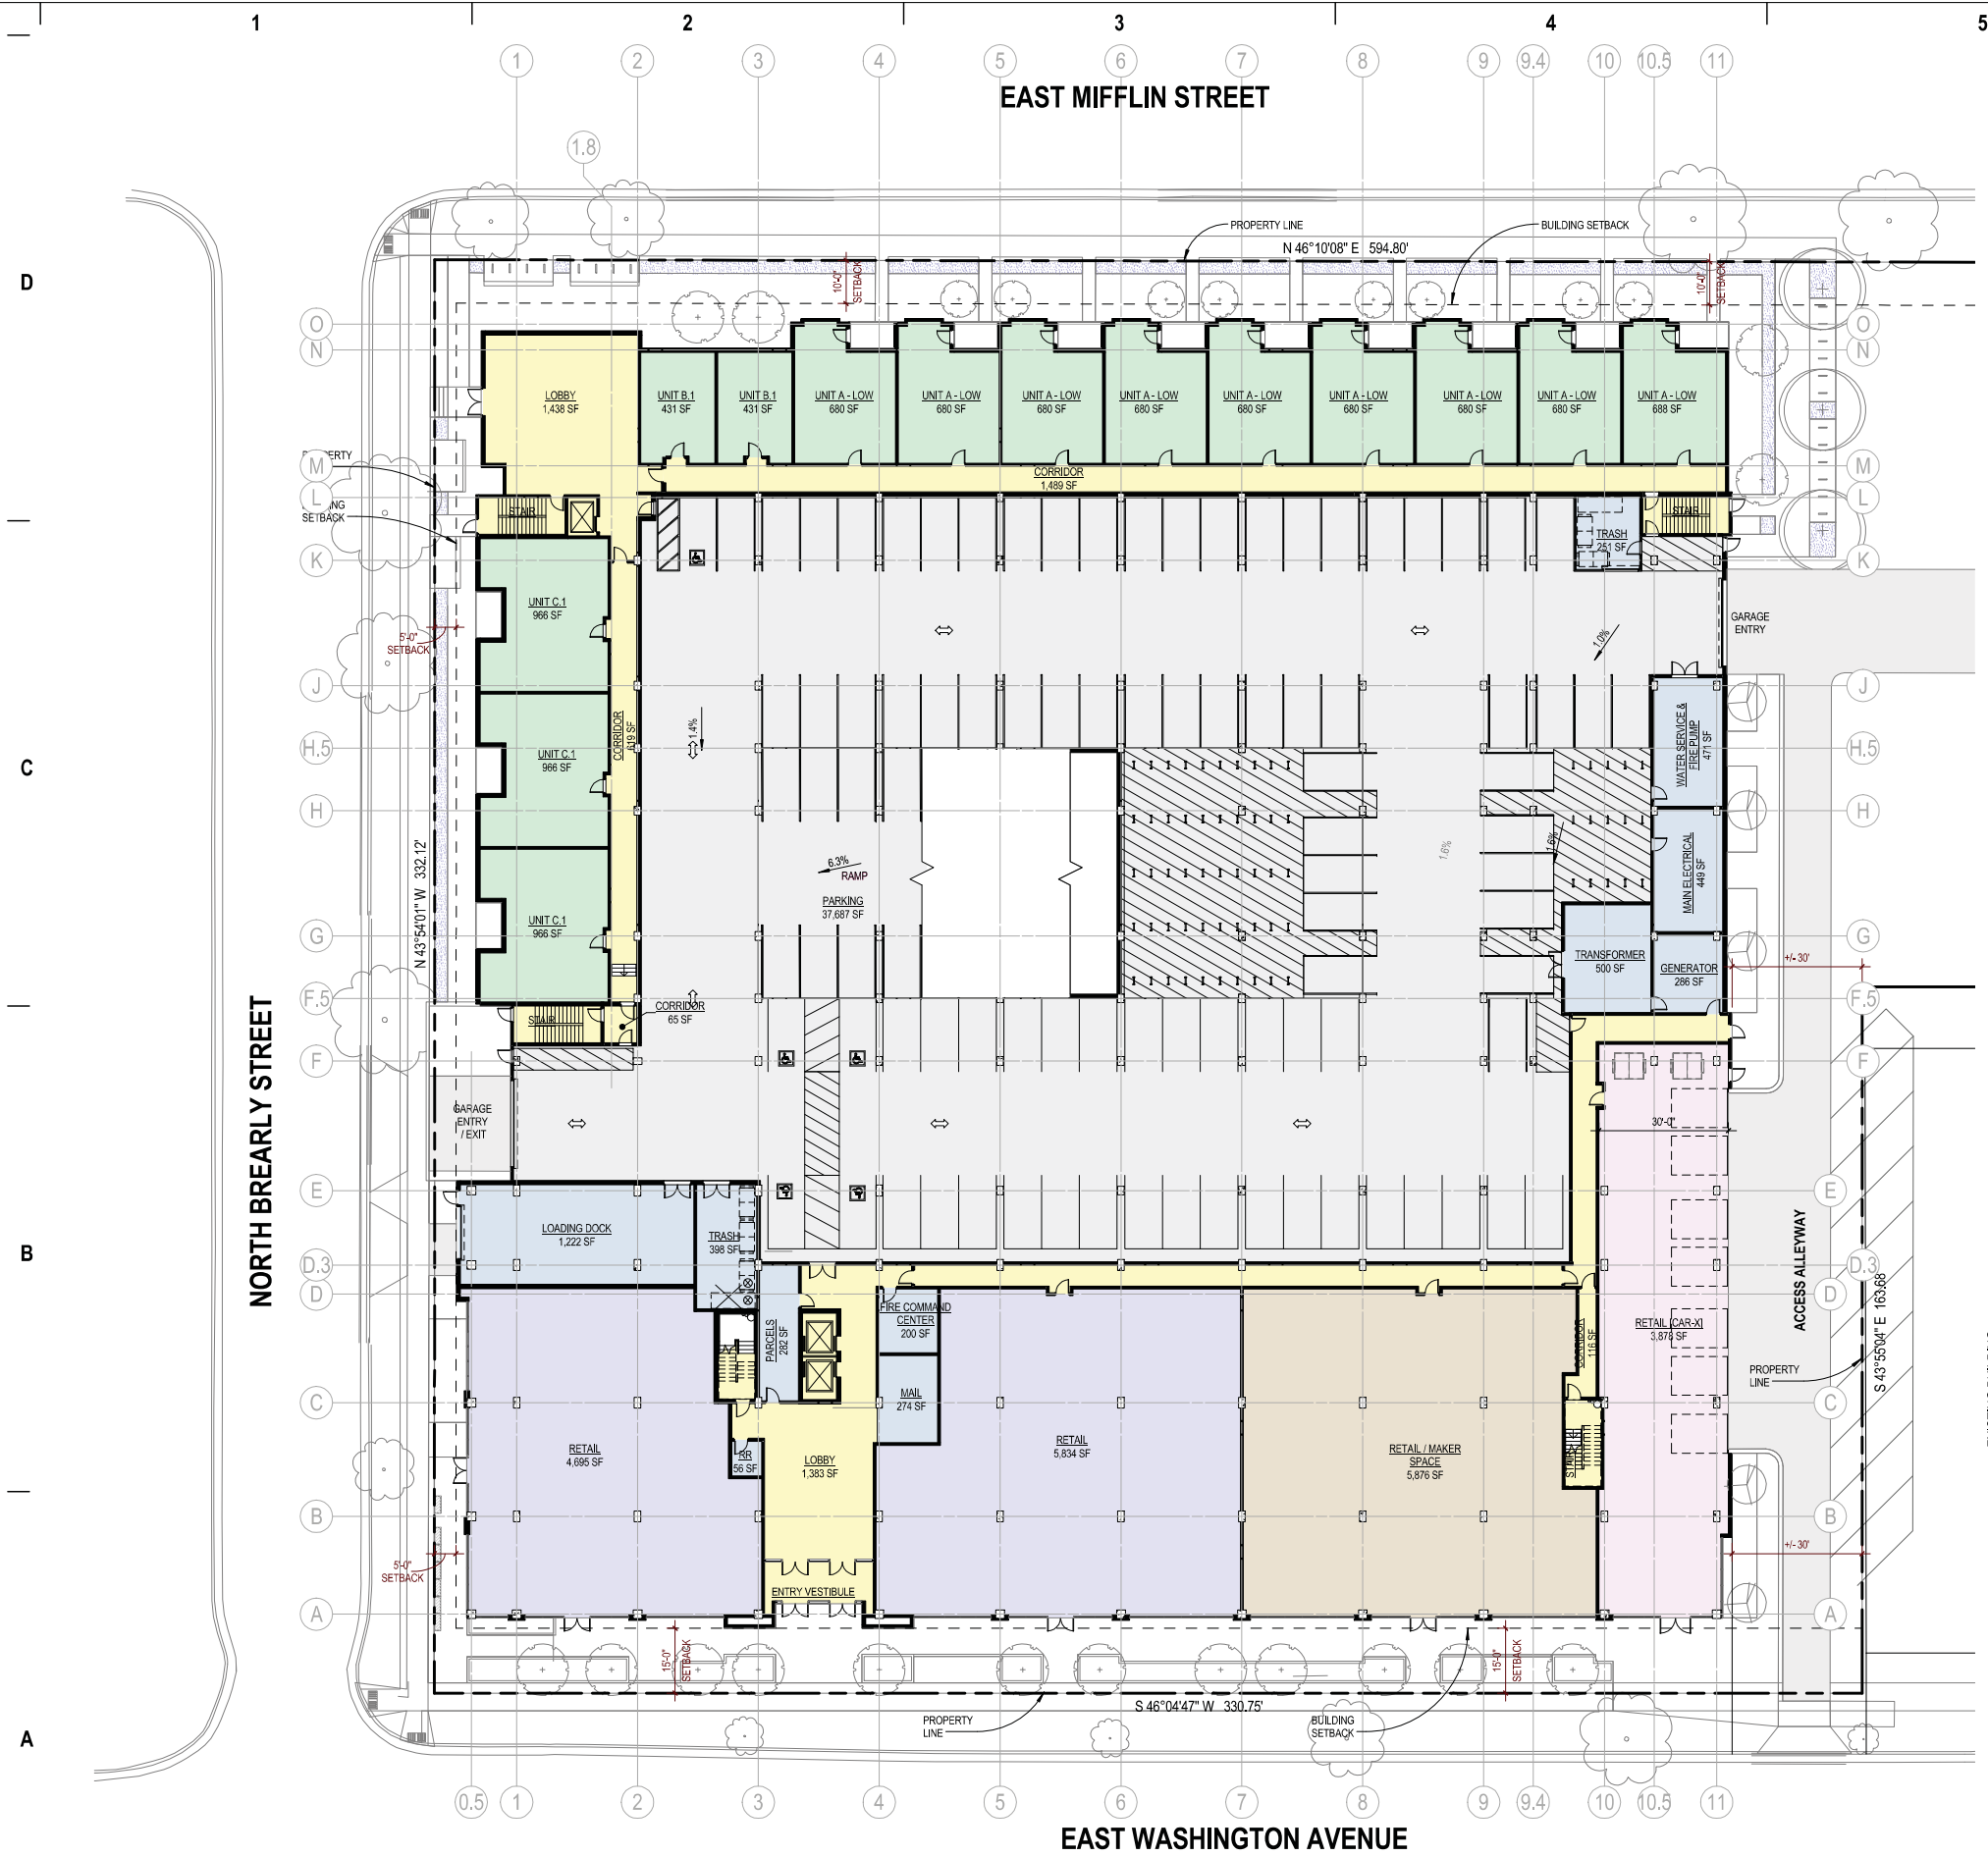 1 2 3 4 5
1 2 3 4 5 6 7 8 9 9.4 10 10.5 11
EAST MIFFLIN STREET
1.8
PROPERTY LINE
BUILDING SETBACK
N 46°10'08" E 594.80'
D
10'-0"
SETBACK
10'-0"
SETBACK
O
O
N
N
LOBBY
1,438 SF
UNIT B.1
431 SF
UNIT B.1
431 SF
UNIT A - LOW
680 SF
UNIT A - LOW
680 SF
UNIT A - LOW
680 SF
UNIT A - LOW
680 SF
UNIT A - LOW
680 SF
UNIT A - LOW
680 SF
UNIT A - LOW
680 SF
UNIT A - LOW
680 SF
UNIT A - LOW
688 SF
M
M
CORRIDOR
1,489 SF
L
L
SETBACK
STAIR
STAIR
TRASH
251 SF
K
K
UNIT C.1
966 SF
5'-0"
SETBACK
GARAGE
ENTRY
1.0%
J
J
CORRIDOR
619 SF
1.4%
WATER SERVICE &
FIRE PUMP
471 SF
H.5
H.5
C
UNIT C.1
966 SF
H
H
N 43°54'01" W 332.12'
6.3%
RAMP
1.6%
1.6%
PARKING
37,687 SF
MAIN ELECTRICAL
449 SF
UNIT C.1
966 SF
G
G
TRANSFORMER
500 SF
GENERATOR
286 SF
+/- 30'
F.5
F.5
CORRIDOR
65 SF
STAIR
F
F
NORTH BREARLY STREET
GARAGE
ENTRY
/ EXIT
30'-0"
E
E
LOADING DOCK
1,222 SF
TRASH
398 SF
B
D.3
D.3
D
D
ACCESS ALLEYWAY
S 43°55'04" E 163.68'
FIRE COMMAND
CENTER
200 SF
PARCELS
282 SF
CORRIDOR
116 SF
RETAIL [CAR-X]
3,878 SF
PROPERTY
LINE
MAIL
274 SF
C
C
RETAIL
4,695 SF
RR
56 SF
LOBBY
1,383 SF
RETAIL
5,834 SF
RETAIL / MAKER
SPACE
5,876 SF
STAIR
B
B
5'-0"
SETBACK
+/- 30'
ENTRY VESTIBULE
A
A
15'-0"
SETBACK
15'-0"
SETBACK
S 46°04'47" W 330.75'
PROPERTY
LINE
BUILDING
SETBACK
A
0.5 1 2 3 4 5 6 7 8 9 9.4 10 10.5 11
EAST WASHINGTON AVENUE